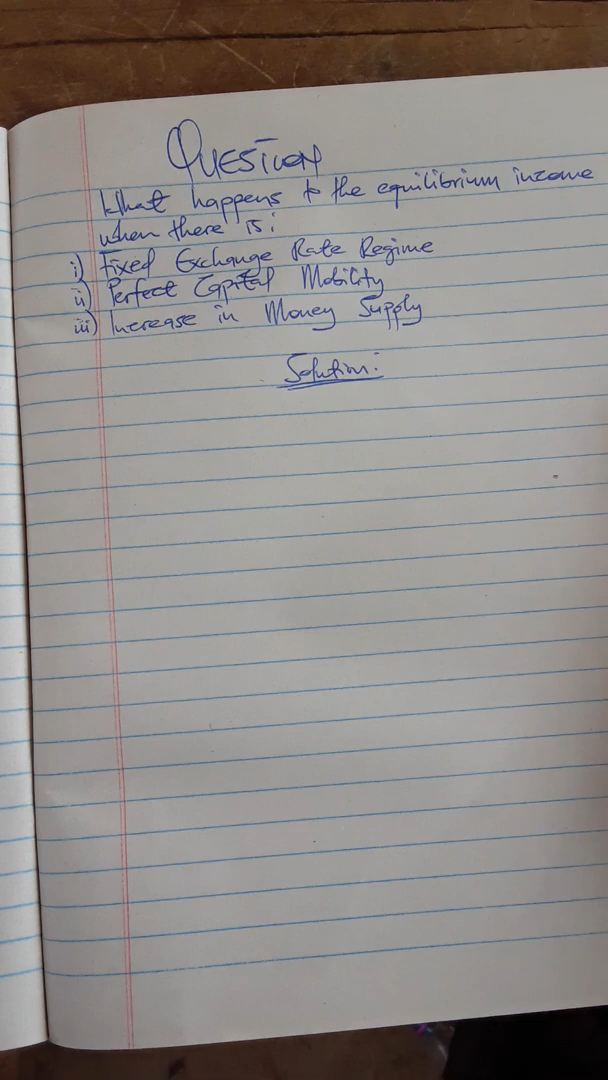 QUESTION
What happens to the equilibrium income
when there is:
i) Fixed Exchange Rate Regime
ii) Perfect Capital Mobility
iii) Increase in Money Supply
Solution: